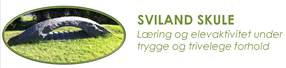 SVILAND SKULE
Læring og elevaktivitet under
trygge og trivelege forhold